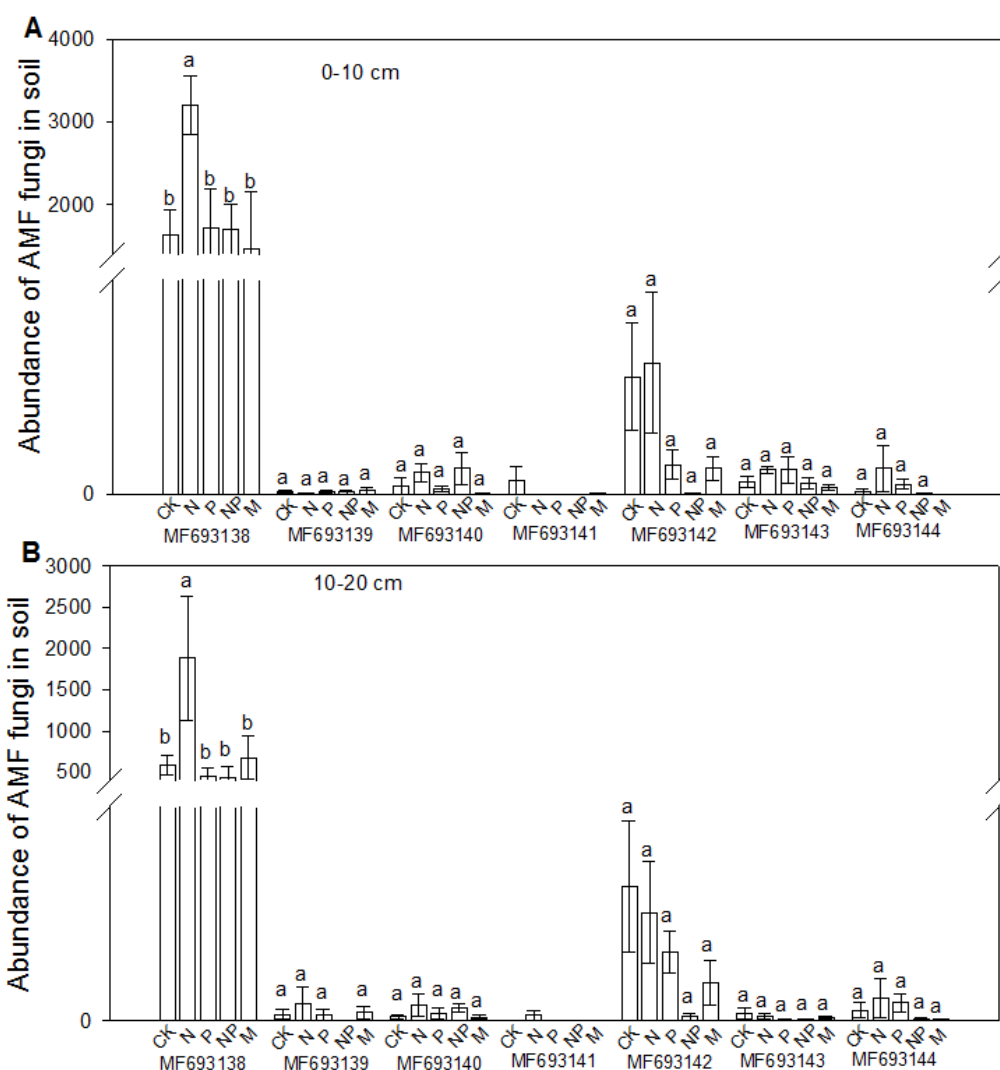 A
4000
a
0-10 cm
3000
b b b b
2000
a
a
a a a a a a a a a a a a a a a a a a a a a a
0
CK N P NP M CK N P NP M CK N P NP M CK N P NP M CK N P NP M CK N P NP M CK N P NP M
MF693138 MF693139 MF693140 MF693141 MF693142 MF693143 MF693144
Abundance of AMF fungi in soil
B
3000
a
10-20 cm
2500
2000
1500
1000
b b b b
500
a
a
a
a
a a a a a a a a a a a a a a a a a a a a
0
CK N P NP M CK N P NP M CK N P NP M CK N P NP M CK N P NP M CK N P NP M CK N P NP M
MF693138 MF693139 MF693140 MF693141 MF693142 MF693143 MF693144
Abundance of AMF fungi in soil